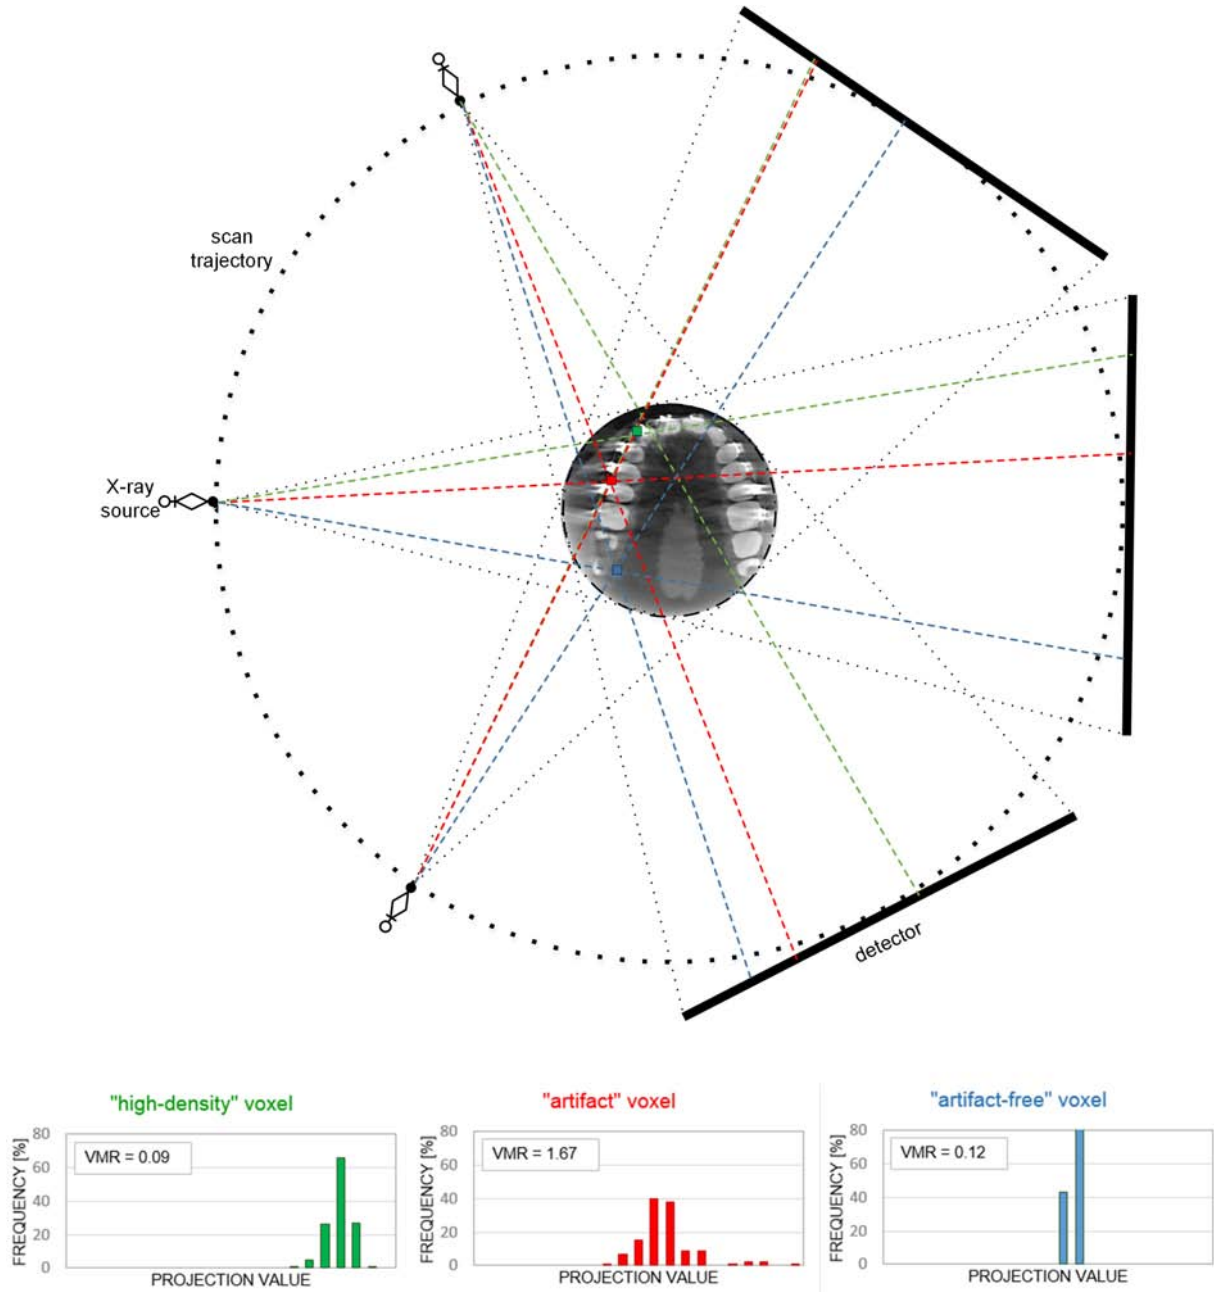 scan
trajectory
X-ray
source
detector
"high-density" voxel
FREQUENCY [%]
80
60
40
20
0
VMR = 0.09
PROJECTION VALUE
"artifact" voxel
FREQUENCY [%]
80
60
40
20
0
VMR = 1.67
PROJECTION VALUE
"artifact-free" voxel
FREQUENCY [%]
80
60
40
20
0
VMR = 0.12
PROJECTION VALUE